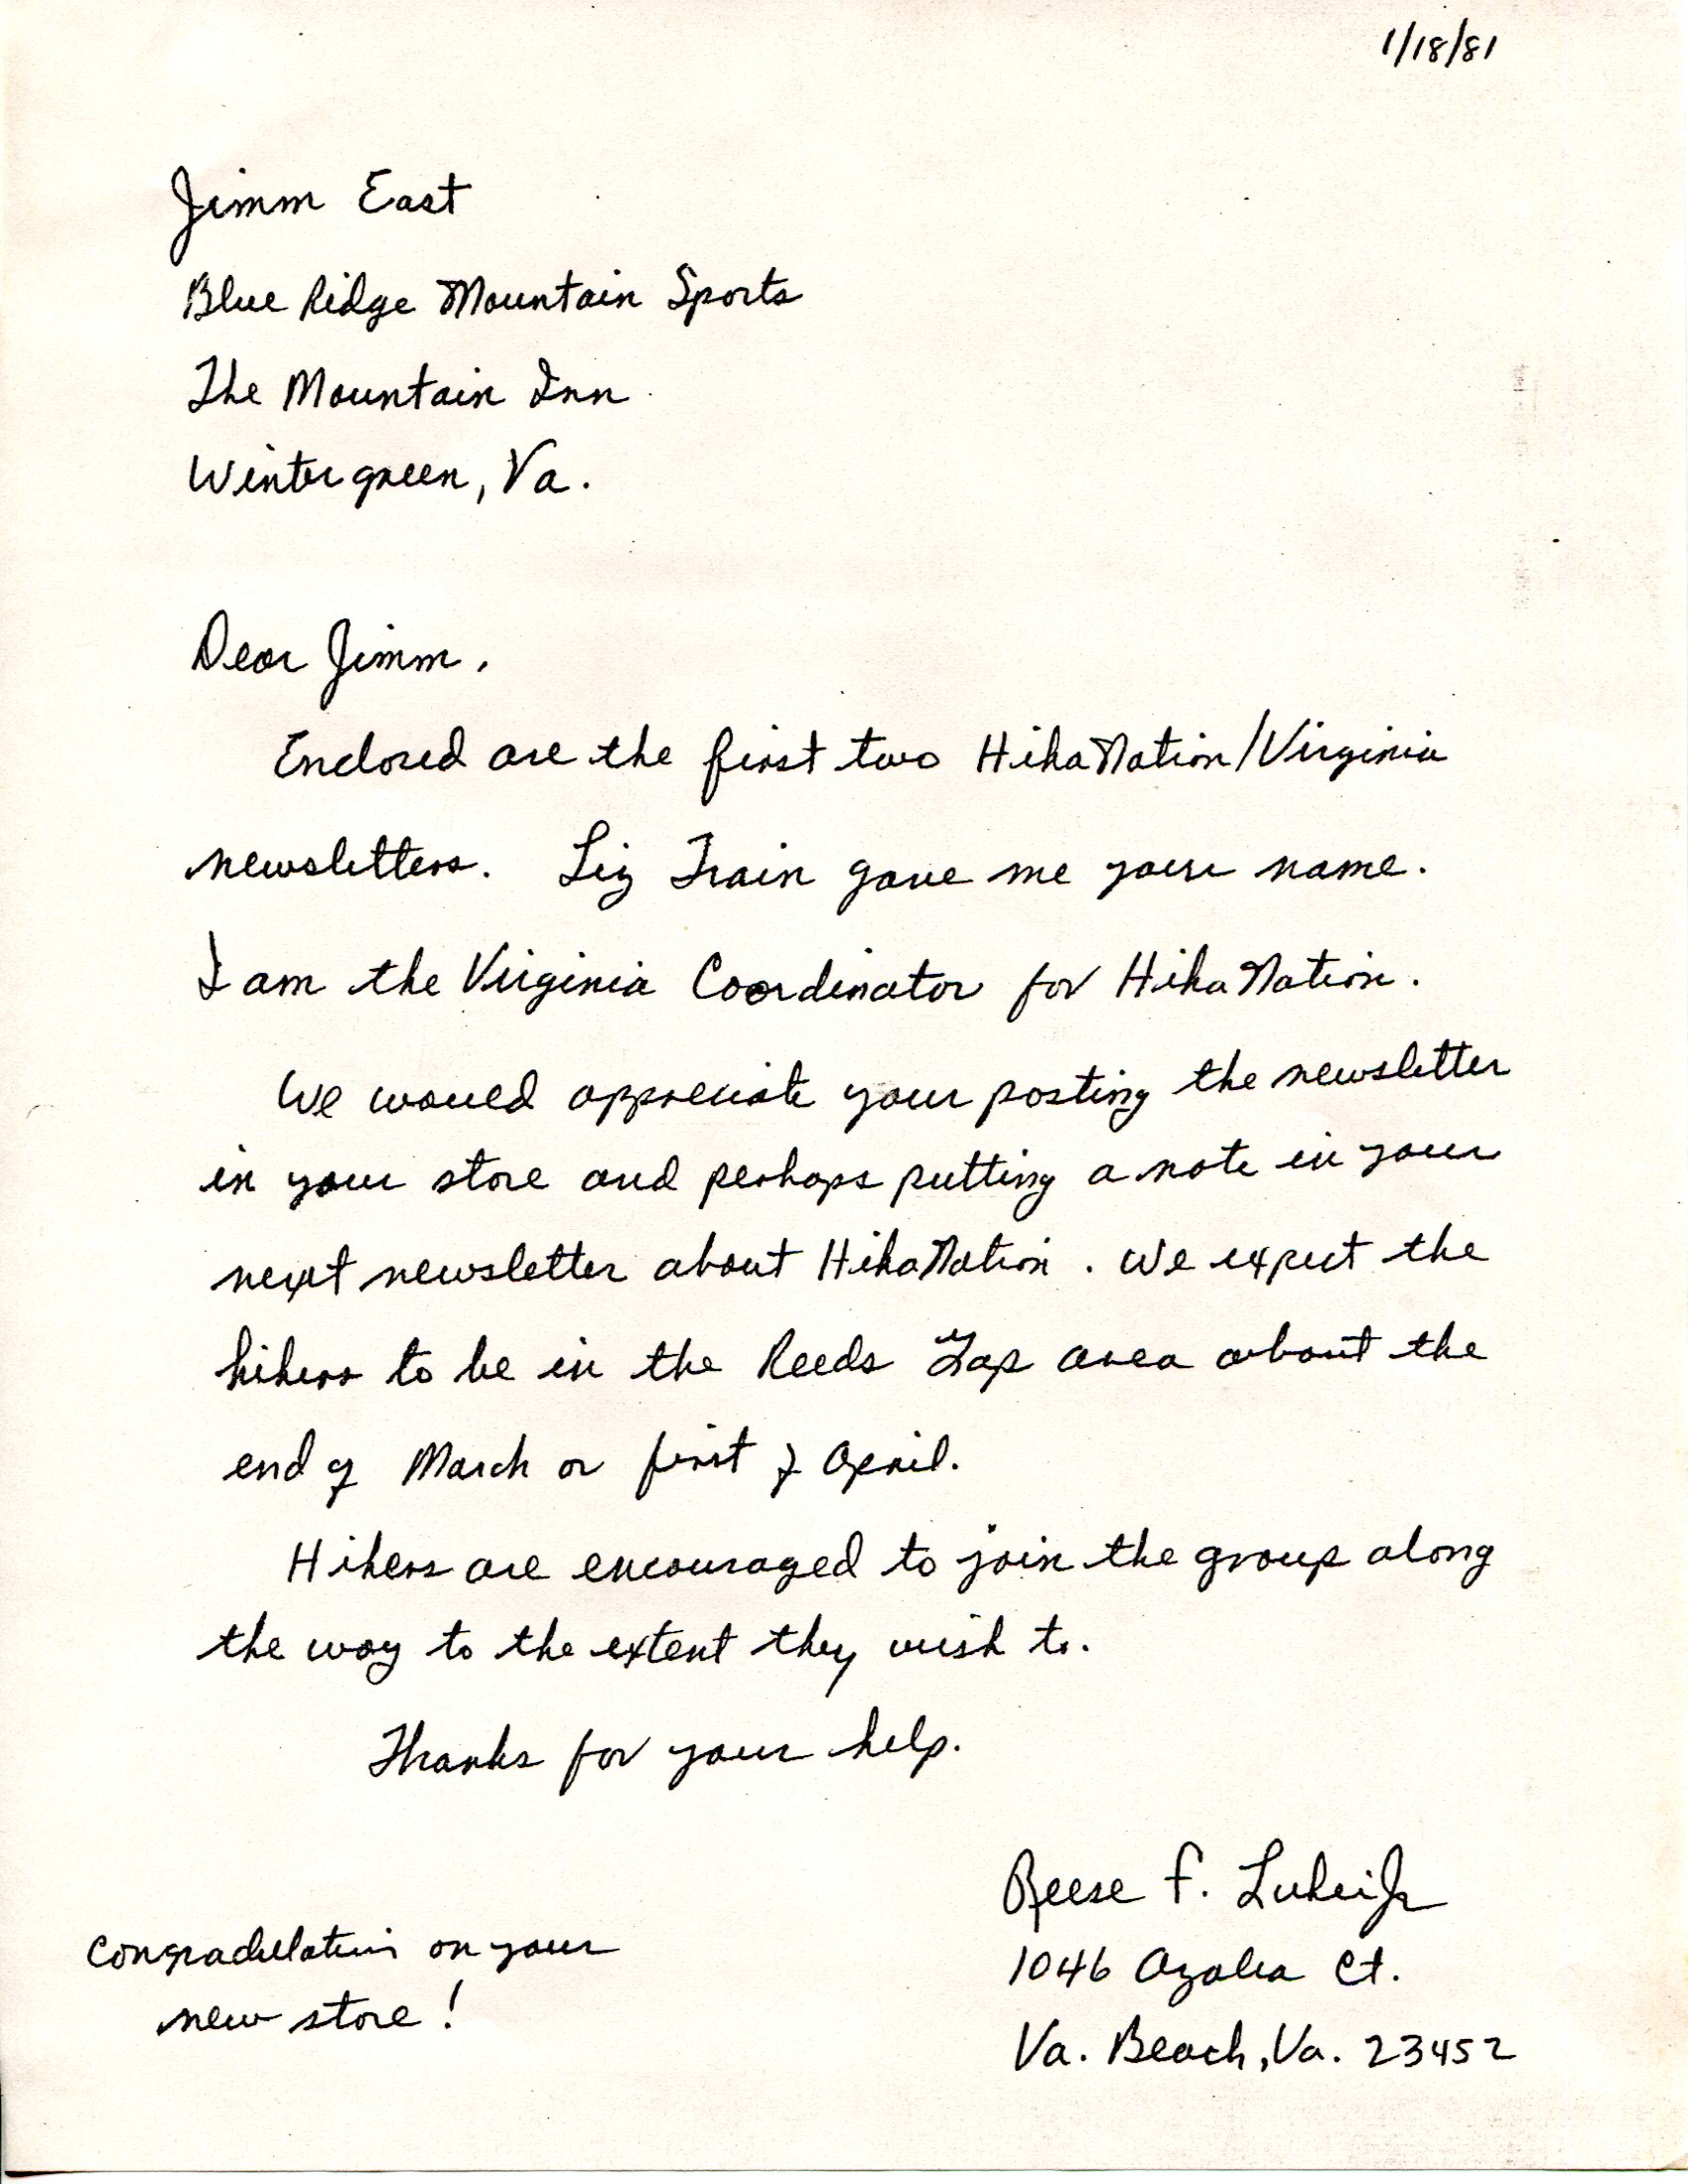 1/18/81
Jimm East
Blue Ridge Mountain Sports
The Mountain Inn
Wintergreen, Va.
Dear Jimm,
Enclosed are the first two HikaNation/Virginia
newsletters. Liz Train gave me your name.
I am the Virginia Coordinator for HikaNation.
We would appreciate your posting the newsletter
in your store and perhaps putting a note in your
next newsletter about HikaNation. We expect the
hikers to be in the Reeds Gap area about the
end of March or first of April.
Hikers are encouraged to join the group along
the way to the extent they wish to.
Thanks for your help.
Reese F. Lukei Jr
1046 Azalea Ct.
Va. Beach, Va. 23452
Congradulations on your
new store!